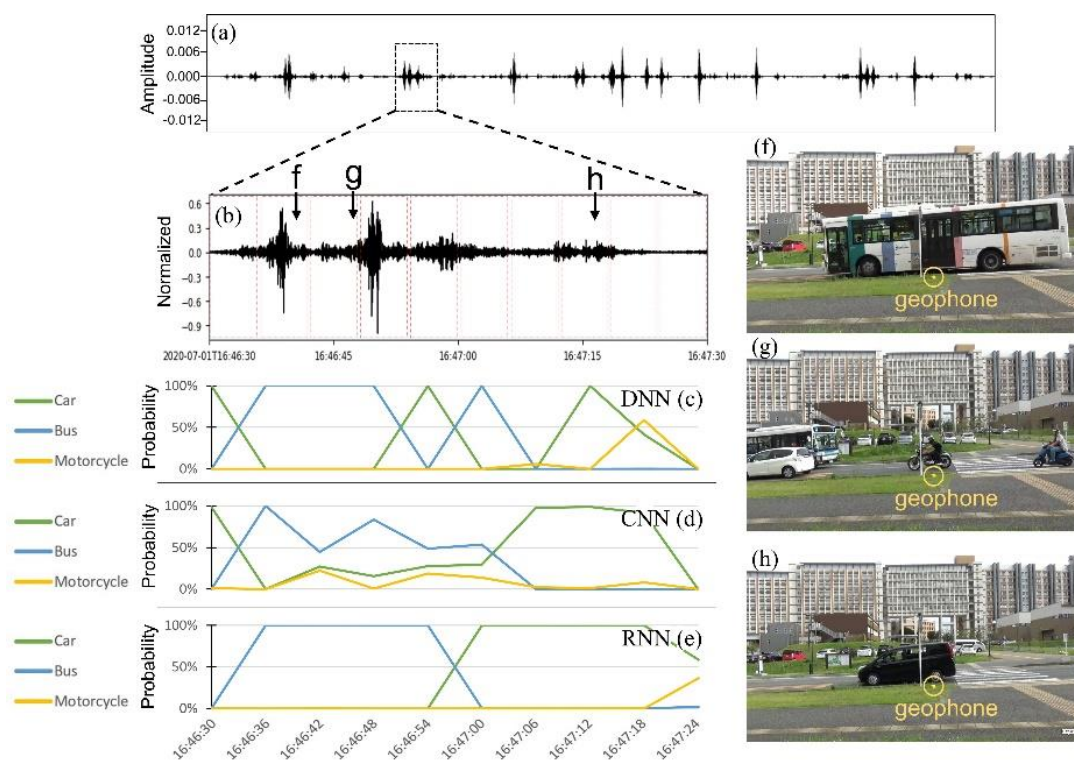 (a)
Amplitude
0.012
0.006
0.000
-0.006
-0.012
(b)
f
g
h
Normalized
0.6
0.3
0.0
-0.3
-0.6
-0.9
2020-07-01T16:46:30
16:46:45
16:47:00
16:47:15
16:47:30
Car
Bus
Motorcycle
Probability
100%
50%
0%
DNN (c)
Car
Bus
Motorcycle
Probability
100%
50%
0%
CNN (d)
Car
Bus
Motorcycle
Probability
100%
50%
0%
RNN (e)
16:46:30
16:46:36
16:46:42
16:46:48
16:46:54
16:47:00
16:47:06
16:47:12
16:47:18
16:47:24
(f)
geophone
(g)
geophone
(h)
geophone